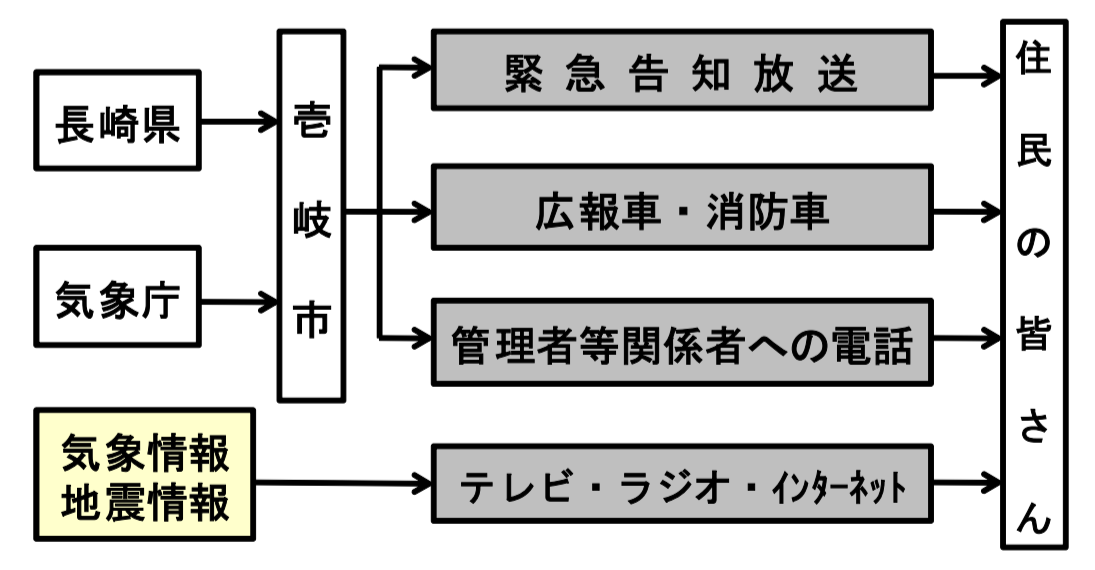 長崎県
気象庁
壱岐市
緊急告知放送
広報車・消防車
管理者等関係者への電話
気象情報
地震情報
テレビ・ラジオ・ｲﾝﾀｰﾈｯﾄ
住民の皆さん